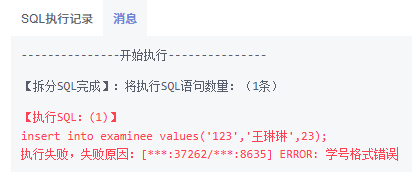 SQL执行记录 消息
---------------开始执行---------------
【拆分SQL完成】：将执行SQL语句数量：（1条）
【执行SQL：（1）】
insert into examinee values('123','王琳琳',23);
执行失败，失败原因：[***:37262/***:8635] ERROR: 学号格式错误